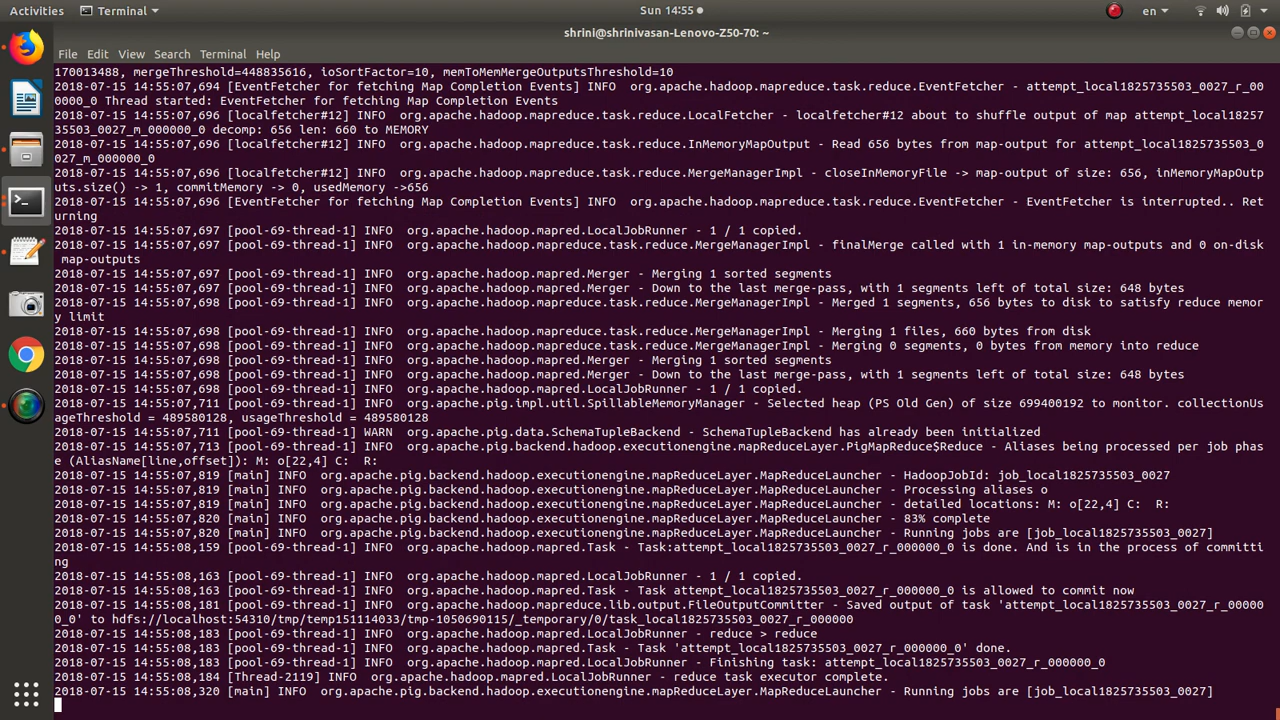 Activities
Terminal
Sun 14:55
en
shrini@shrinivasan-Lenovo-Z50-70: ~
File Edit View Search Terminal Help
170013488, mergeThreshold=448835616, ioSortFactor=10, memToMemMergeOutputsThreshold=10
2018-07-15 14:55:07,694 [EventFetcher for fetching Map Completion Events] INFO  org.apache.hadoop.mapreduce.task.reduce.EventFetcher - attempt_local1825735503_0027_r_00
0000_0 Thread started: EventFetcher for fetching Map Completion Events
2018-07-15 14:55:07,696 [localfetcher#12] INFO  org.apache.hadoop.mapreduce.task.reduce.LocalFetcher - localfetcher#12 about to shuffle output of map attempt_local18257
35503_0027_m_000000_0 decomp: 656 len: 660 to MEMORY
2018-07-15 14:55:07,696 [localfetcher#12] INFO  org.apache.hadoop.mapreduce.task.reduce.InMemoryMapOutput - Read 656 bytes from map-output for attempt_local1825735503_0
027_m_000000_0
2018-07-15 14:55:07,696 [localfetcher#12] INFO  org.apache.hadoop.mapreduce.task.reduce.MergeManagerImpl - closeInMemoryFile -> map-output of size: 656, inMemoryMapOutp
uts.size() -> 1, commitMemory -> 0, usedMemory ->656
2018-07-15 14:55:07,696 [EventFetcher for fetching Map Completion Events] INFO  org.apache.hadoop.mapreduce.task.reduce.EventFetcher - EventFetcher is interrupted.. Ret
urning
2018-07-15 14:55:07,697 [pool-69-thread-1] INFO  org.apache.hadoop.mapred.LocalJobRunner - 1 / 1 copied.
2018-07-15 14:55:07,697 [pool-69-thread-1] INFO  org.apache.hadoop.mapreduce.task.reduce.MergeManagerImpl - finalMerge called with 1 in-memory map-outputs and 0 on-disk
 map-outputs
2018-07-15 14:55:07,697 [pool-69-thread-1] INFO  org.apache.hadoop.mapred.Merger - Merging 1 sorted segments
2018-07-15 14:55:07,697 [pool-69-thread-1] INFO  org.apache.hadoop.mapred.Merger - Down to the last merge-pass, with 1 segments left of total size: 648 bytes
2018-07-15 14:55:07,698 [pool-69-thread-1] INFO  org.apache.hadoop.mapreduce.task.reduce.MergeManagerImpl - Merged 1 segments, 656 bytes to disk to satisfy reduce memor
y limit
2018-07-15 14:55:07,698 [pool-69-thread-1] INFO  org.apache.hadoop.mapreduce.task.reduce.MergeManagerImpl - Merging 1 files, 660 bytes from disk
2018-07-15 14:55:07,698 [pool-69-thread-1] INFO  org.apache.hadoop.mapreduce.task.reduce.MergeManagerImpl - Merging 0 segments, 0 bytes from memory into reduce
2018-07-15 14:55:07,698 [pool-69-thread-1] INFO  org.apache.hadoop.mapred.Merger - Merging 1 sorted segments
2018-07-15 14:55:07,698 [pool-69-thread-1] INFO  org.apache.hadoop.mapred.Merger - Down to the last merge-pass, with 1 segments left of total size: 648 bytes
2018-07-15 14:55:07,698 [pool-69-thread-1] INFO  org.apache.hadoop.mapred.LocalJobRunner - 1 / 1 copied.
2018-07-15 14:55:07,711 [pool-69-thread-1] INFO  org.apache.pig.impl.util.SpillableMemoryManager - Selected heap (PS Old Gen) of size 699400192 to monitor. collectionUs
ageThreshold = 489580128, usageThreshold = 489580128
2018-07-15 14:55:07,711 [pool-69-thread-1] WARN  org.apache.pig.data.SchemaTupleBackend - SchemaTupleBackend has already been initialized
2018-07-15 14:55:07,713 [pool-69-thread-1] INFO  org.apache.pig.backend.hadoop.executionengine.mapReduceLayer.PigMapReduce$Reduce - Aliases being processed per job phas
e (AliasName[line,offset]): M: o[22,4] C:  R:
2018-07-15 14:55:07,819 [main] INFO  org.apache.pig.backend.hadoop.executionengine.mapReduceLayer.MapReduceLauncher - HadoopJobId: job_local1825735503_0027
2018-07-15 14:55:07,819 [main] INFO  org.apache.pig.backend.hadoop.executionengine.mapReduceLayer.MapReduceLauncher - Processing aliases o
2018-07-15 14:55:07,819 [main] INFO  org.apache.pig.backend.hadoop.executionengine.mapReduceLayer.MapReduceLauncher - detailed locations: M: o[22,4] C:  R:
2018-07-15 14:55:07,820 [main] INFO  org.apache.pig.backend.hadoop.executionengine.mapReduceLayer.MapReduceLauncher - 83% complete
2018-07-15 14:55:07,820 [main] INFO  org.apache.pig.backend.hadoop.executionengine.mapReduceLayer.MapReduceLauncher - Running jobs are [job_local1825735503_0027]
2018-07-15 14:55:08,159 [pool-69-thread-1] INFO  org.apache.hadoop.mapred.Task - Task:attempt_local1825735503_0027_r_000000_0 is done. And is in the process of committi
ng
2018-07-15 14:55:08,163 [pool-69-thread-1] INFO  org.apache.hadoop.mapred.LocalJobRunner - 1 / 1 copied.
2018-07-15 14:55:08,163 [pool-69-thread-1] INFO  org.apache.hadoop.mapred.Task - Task attempt_local1825735503_0027_r_000000_0 is allowed to commit now
2018-07-15 14:55:08,181 [pool-69-thread-1] INFO  org.apache.hadoop.mapreduce.lib.output.FileOutputCommitter - Saved output of task 'attempt_local1825735503_0027_r_00000
0_0' to hdfs://localhost:54310/tmp/temp151114033/tmp-1050690115/_temporary/0/task_local1825735503_0027_r_000000
2018-07-15 14:55:08,183 [pool-69-thread-1] INFO  org.apache.hadoop.mapred.LocalJobRunner - reduce > reduce
2018-07-15 14:55:08,183 [pool-69-thread-1] INFO  org.apache.hadoop.mapred.Task - Task 'attempt_local1825735503_0027_r_000000_0' done.
2018-07-15 14:55:08,183 [pool-69-thread-1] INFO  org.apache.hadoop.mapred.LocalJobRunner - Finishing task: attempt_local1825735503_0027_r_000000_0
2018-07-15 14:55:08,184 [Thread-2119] INFO  org.apache.hadoop.mapred.LocalJobRunner - reduce task executor complete.
2018-07-15 14:55:08,320 [main] INFO  org.apache.pig.backend.hadoop.executionengine.mapReduceLayer.MapReduceLauncher - Running jobs are [job_local1825735503_0027]